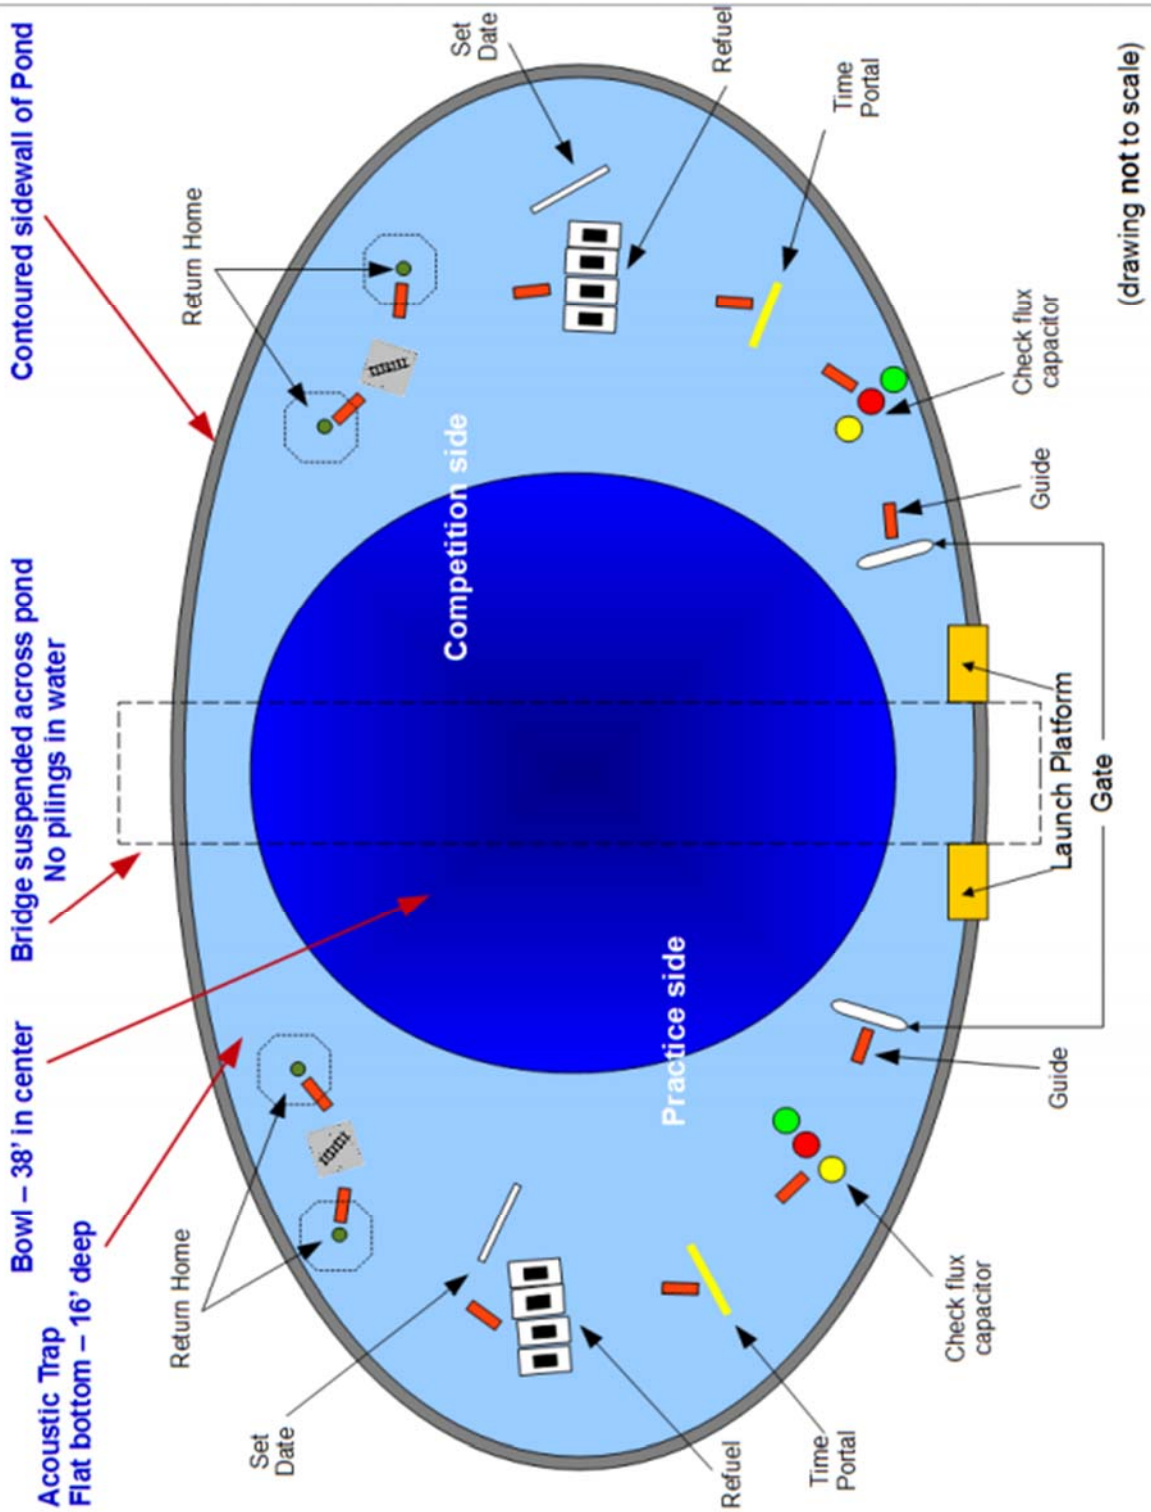 Acoustic Trap
Flat bottom – 16' deep
Bowl – 38' in center
Bridge suspended across pond
No pilings in water
Contoured sidewall of Pond
Return Home
Return Home
Set
Date
Set
Date
Competition side
Practice side
Refuel
Refuel
Time
Portal
Time
Portal
Check flux
capacitor
Check flux
capacitor
Guide
Guide
Launch Platform
Gate
(drawing not to scale)